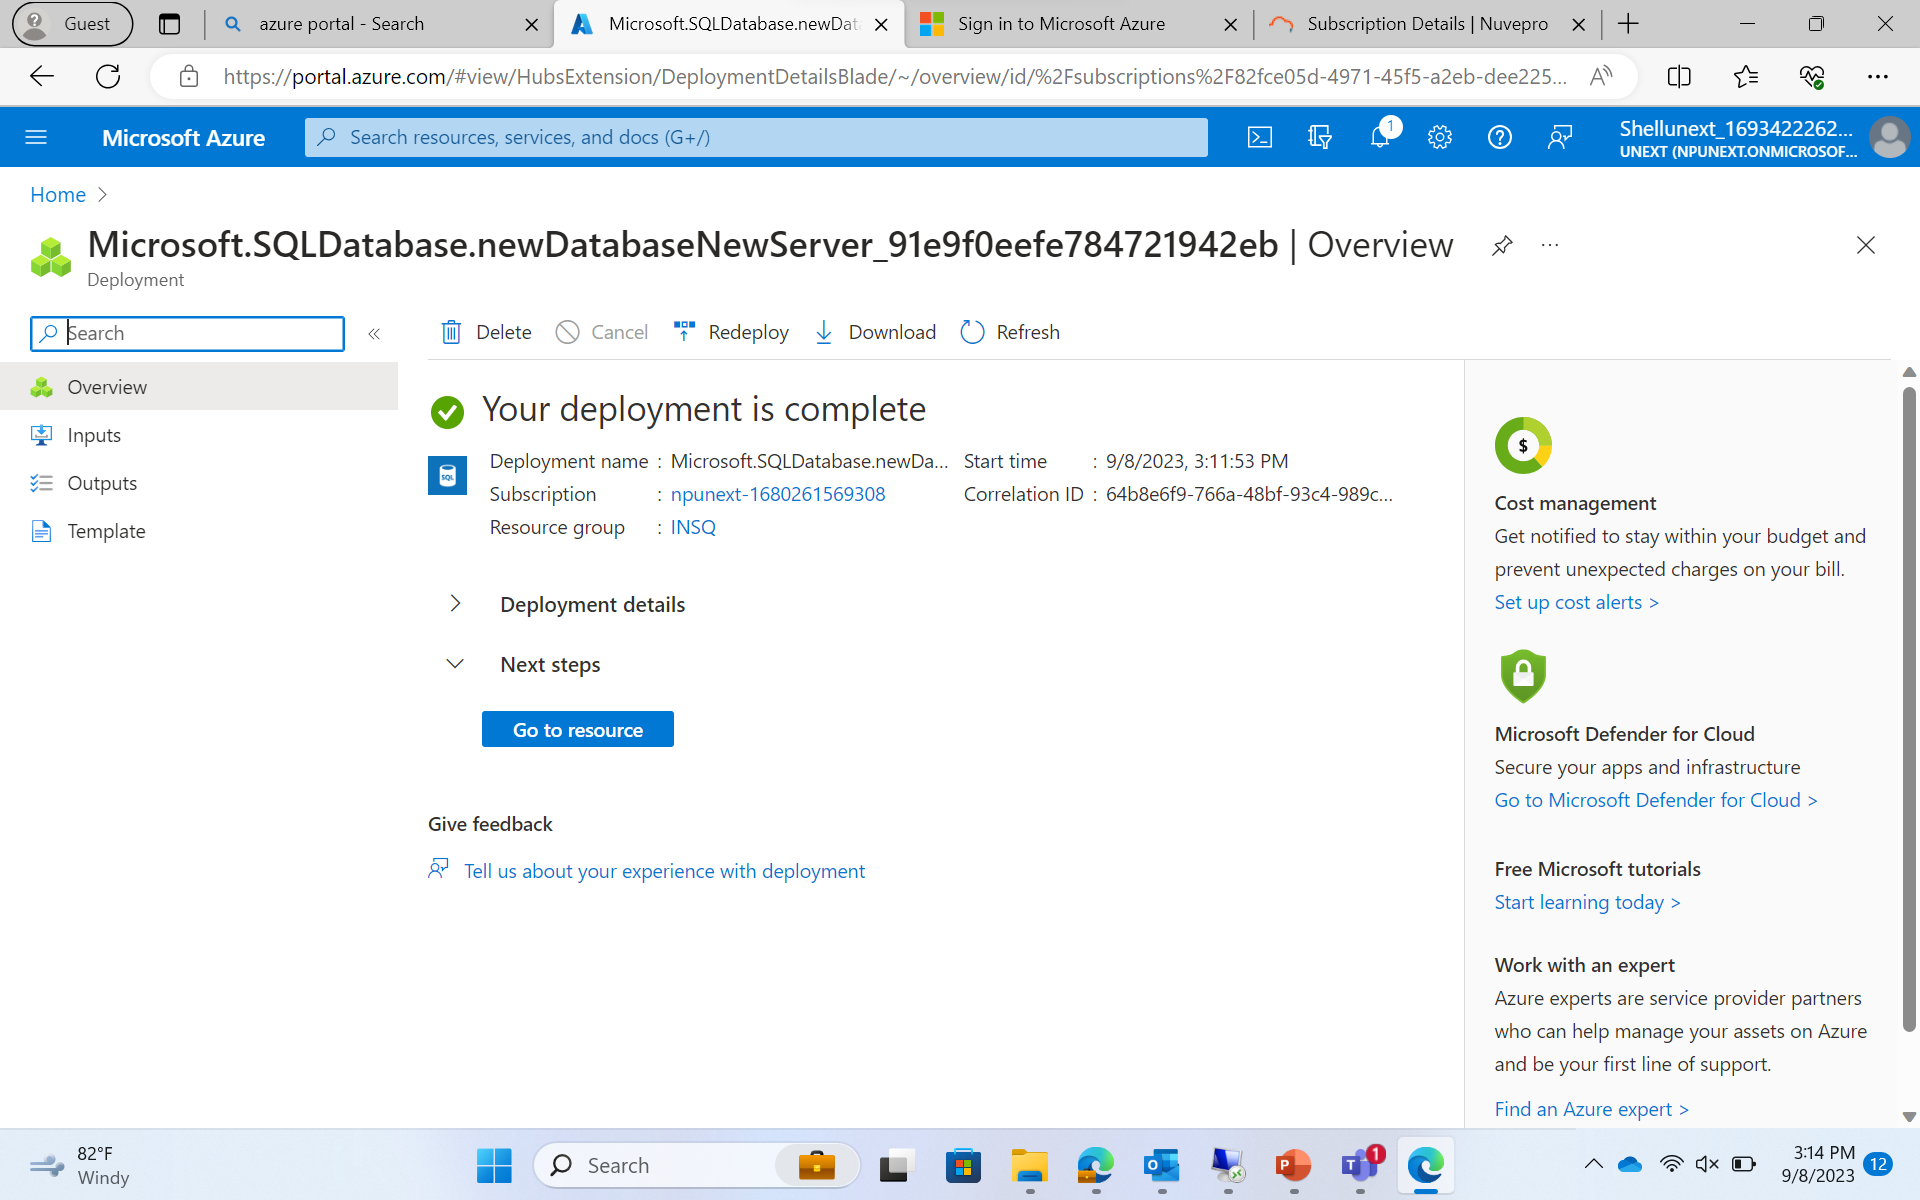 Guest
azure portal - Search
Microsoft.SQLDatabase.newData
Sign in to Microsoft Azure
Subscription Details | Nuvepro
https://portal.azure.com/#view/HubsExtension/DeploymentDetailsBlade/~/overview/id/%2Fsubscriptions%2F82fce05d-4971-45f5-a2eb-dee225...
Microsoft Azure
Search resources, services, and docs (G+/)
1
Shellunext_1693422262...
UNEXT (NPUNEXT.ONMICROSOF...
Home
Microsoft.SQLDatabase.newDatabaseNewServer_91e9f0eefe784721942eb | Overview
Deployment
Search
Delete
Cancel
Redeploy
Download
Refresh
Overview
Inputs
Outputs
Template
Your deployment is complete
SQL
Deployment name : Microsoft.SQLDatabase.newDa...
Subscription : npunext-1680261569308
Resource group : INSQ
Start time : 9/8/2023, 3:11:53 PM
Correlation ID : 64b8e6f9-766a-48bf-93c4-989c...
Deployment details
Next steps
Go to resource
Give feedback
Tell us about your experience with deployment
$
Cost management
Get notified to stay within your budget and
prevent unexpected charges on your bill.
Set up cost alerts >
Microsoft Defender for Cloud
Secure your apps and infrastructure
Go to Microsoft Defender for Cloud >
Free Microsoft tutorials
Start learning today >
Work with an expert
Azure experts are service provider partners
who can help manage your assets on Azure
and be your first line of support.
Find an Azure expert >
82°F
Windy
Search
1
3:14 PM
9/8/2023
12